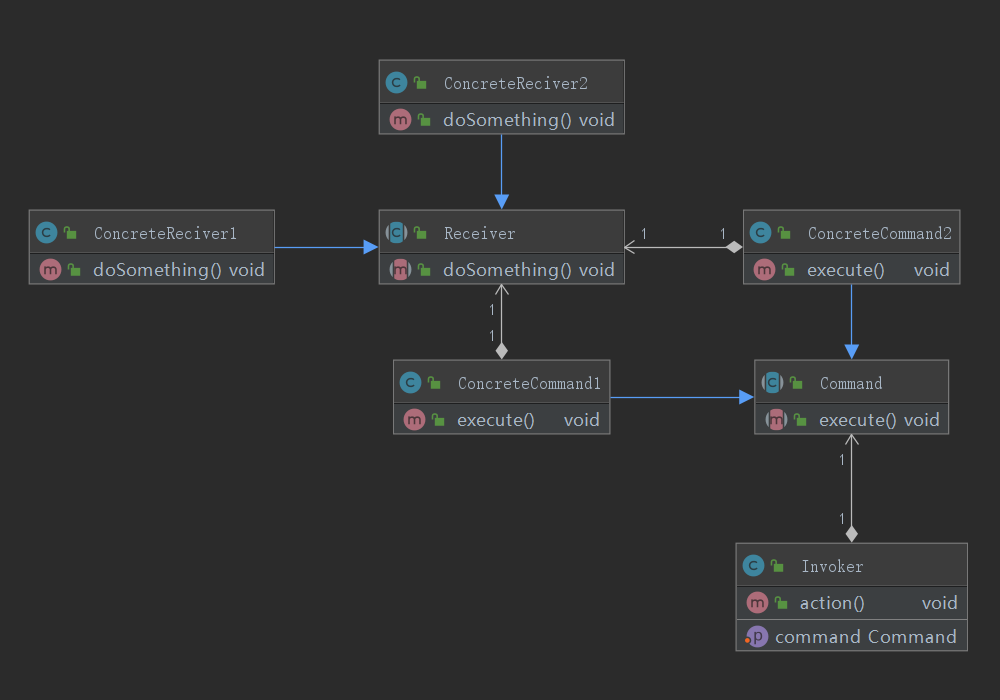 ConcreteReciver2
doSomething() void
ConcreteReciver1
doSomething() void
Receiver
doSomething() void
1 1
ConcreteCommand2
execute() void
1
1
ConcreteCommand1
execute() void
Command
execute() void
1
1
Invoker
action() void
command Command